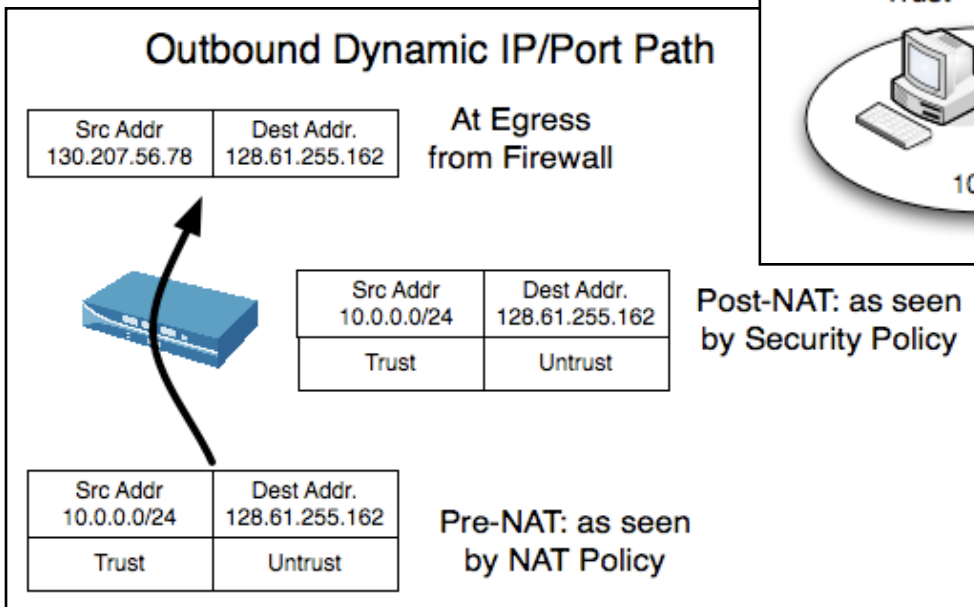 Outbound Dynamic IP/Port Path
Src Addr
130.207.56.78
Dest Addr.
128.61.255.162
At Egress
from Firewall
Src Addr
10.0.0.0/24
Dest Addr.
128.61.255.162
Trust
Untrust
Post-NAT: as seen
by Security Policy
Src Addr
10.0.0.0/24
Dest Addr.
128.61.255.162
Trust
Untrust
Pre-NAT: as seen
by NAT Policy